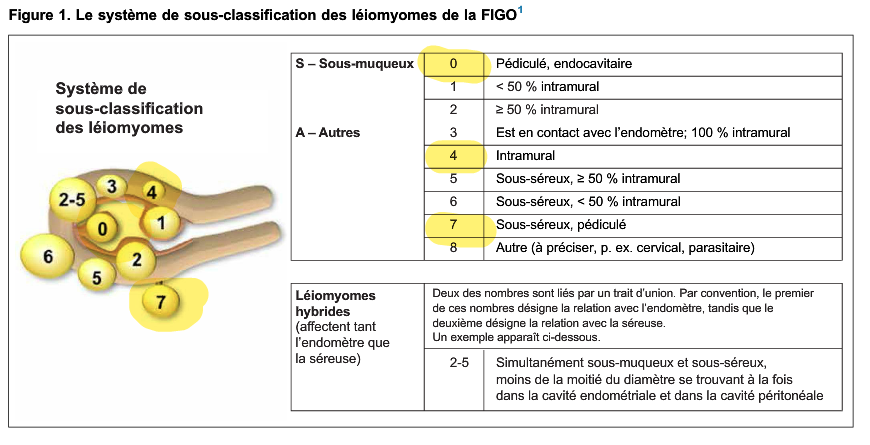 Figure 1. Le système de sous-classification des léiomyomes de la FIGO1
Système de
sous-classification
des léiomyomes
3
4
2-5
1
0
2
6
5
7
S – Sous-muqueux 0 Pédiculé, endocavitaire
1 < 50 % intramural
2 ≥ 50 % intramural
A – Autres 3 Est en contact avec l'endomètre; 100 % intramural
4 Intramural
5 Sous-séreux, ≥ 50 % intramural
6 Sous-séreux, < 50 % intramural
7 Sous-séreux, pédiculé
8 Autre (à préciser, p. ex. cervical, parasitaire)
Léiomyomes
hybrides
(affectent tant
l'endomètre que
la séreuse)
Deux des nombres sont liés par un trait d'union. Par convention, le premier
de ces nombres désigne la relation avec l'endomètre, tandis que le
deuxième désigne la relation avec la séreuse.
Un exemple apparaît ci-dessous.
2-5 Simultanément sous-muqueux et sous-séreux,
moins de la moitié du diamètre se trouvant à la fois
dans la cavité endométriale et dans la cavité péritonéale